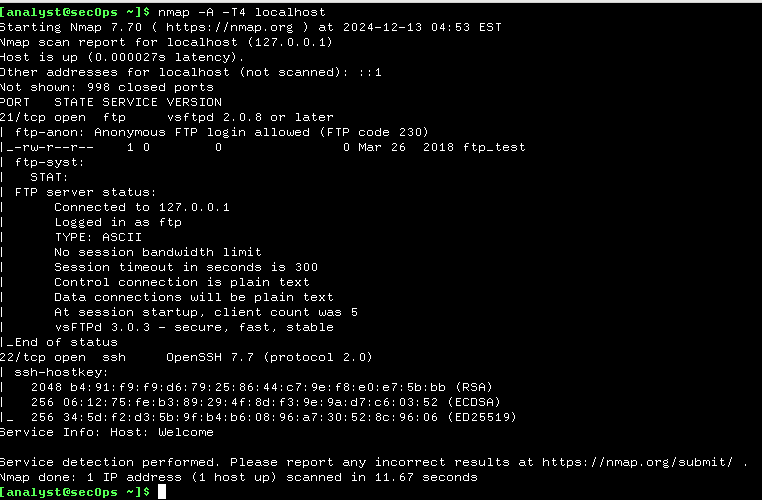 [analyst@secOps ~]$ nmap -A -T4 localhost
Starting Nmap 7.70 ( https://nmap.org ) at 2024-12-13 04:53 EST
Nmap scan report for localhost (127.0.0.1)
Host is up (0.000027s latency).
Other addresses for localhost (not scanned): ::1
Not shown: 998 closed ports
PORT   STATE SERVICE VERSION
21/tcp open  ftp     vsftpd 2.0.8 or later
| ftp-anon: Anonymous FTP login allowed (FTP code 230)
|_-rw-r--r--    1 0        0               0 Mar 26  2018 ftp_test
| ftp-syst:
|   STAT:
| FTP server status:
|      Connected to 127.0.0.1
|      Logged in as ftp
|      TYPE: ASCII
|      No session bandwidth limit
|      Session timeout in seconds is 300
|      Control connection is plain text
|      Data connections will be plain text
|      At session startup, client count was 5
|      vsFTPd 3.0.3 - secure, fast, stable
|_End of status
22/tcp open  ssh     OpenSSH 7.7 (protocol 2.0)
| ssh-hostkey:
|   2048 b4:91:f9:f9:d6:79:25:86:44:c7:9e:f8:e0:e7:5b:bb (RSA)
|   256 06:12:75:fe:b3:89:29:4f:8d:f3:9e:9a:d7:c6:03:52 (ECDSA)
|_  256 34:5d:f2:d3:5b:9f:b4:b6:08:96:a7:30:52:8c:96:06 (ED25519)
Service Info: Host: Welcome

Service detection performed. Please report any incorrect results at https://nmap.org/submit/ .
Nmap done: 1 IP address (1 host up) scanned in 11.67 seconds
[analyst@secOps ~]$